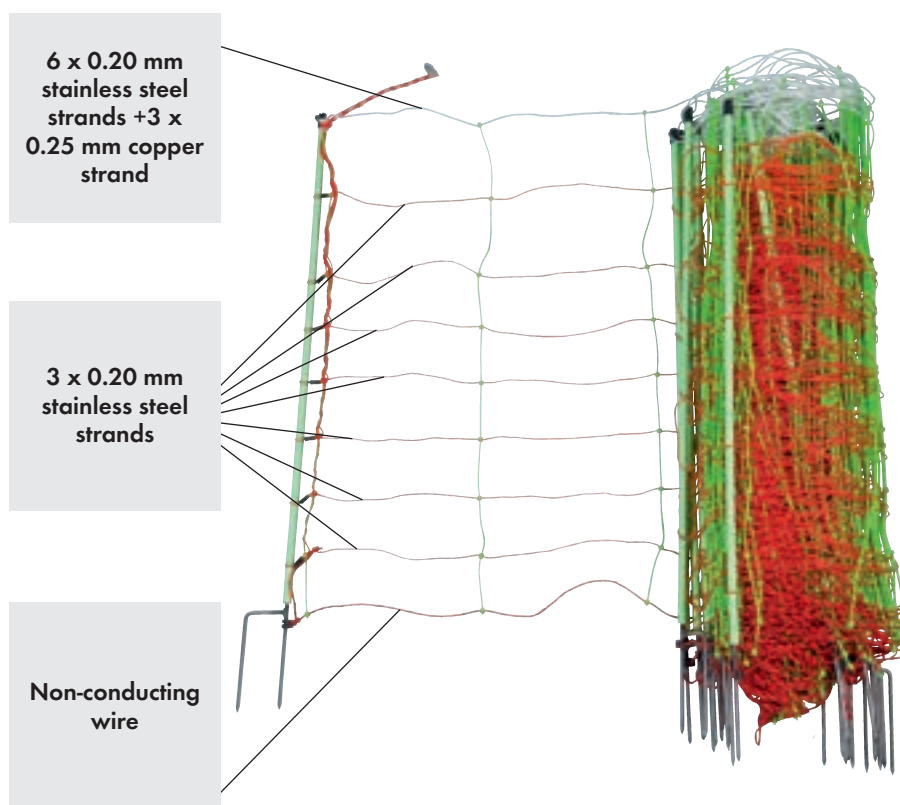 6 x 0.20 mm
stainless steel
strands +3 x
0.25 mm copper
strand
3 x 0.20 mm
stainless steel
strands
Non-conducting
wire